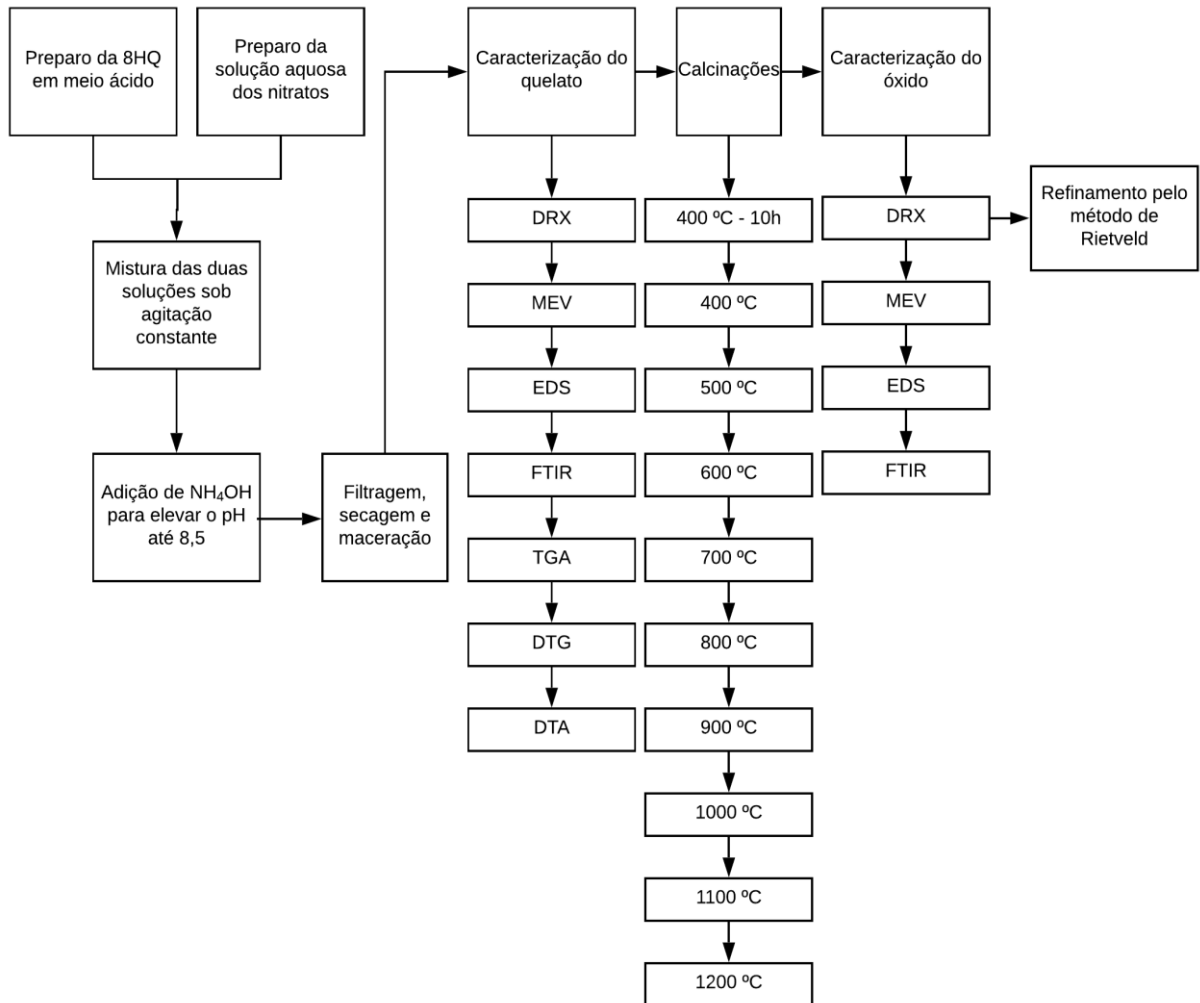 Preparo da 8HQ
em meio ácido
Preparo da
solução aquosa
dos nitratos
Mistura das duas
soluções sob
agitação
constante
Adição de NH₄OH
para elevar o pH
até 8,5
Filtragem,
secagem e
maceração
Caracterização do
quelato
DRX
MEV
EDS
FTIR
TGA
DTG
DTA
Calcinações
400 ºC - 10h
400 ºC
500 ºC
600 ºC
700 ºC
800 ºC
900 ºC
1000 ºC
1100 ºC
1200 ºC
Caracterização do
óxido
DRX
MEV
EDS
FTIR
Refinamento pelo
método de
Rietveld